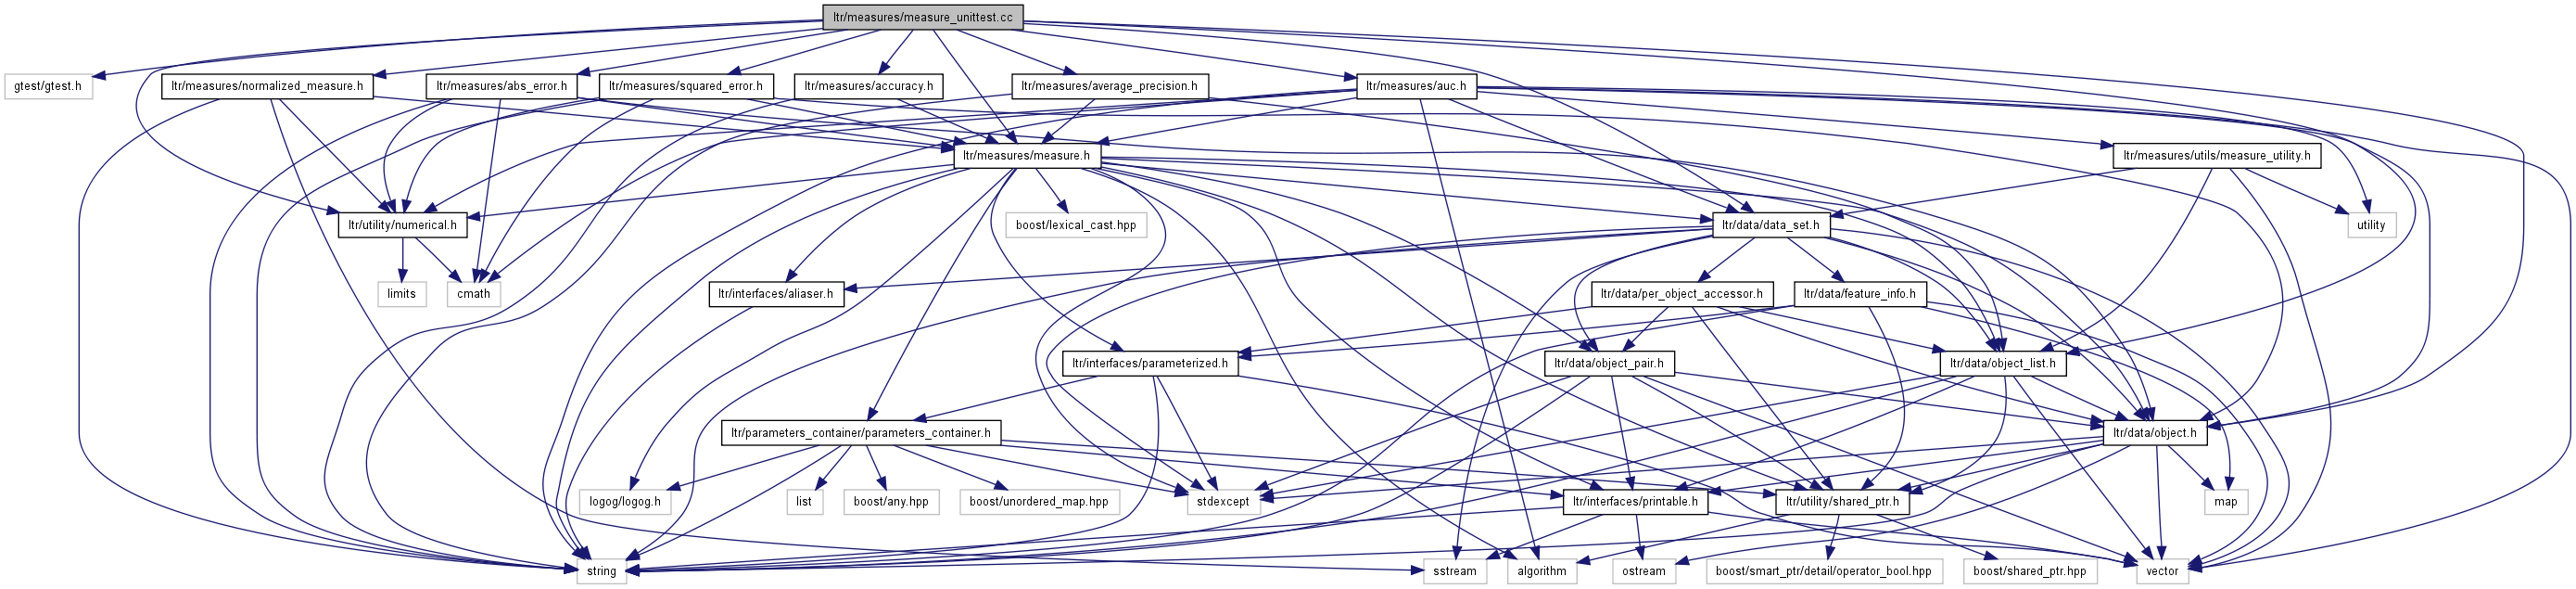 ltr/measures/measure_unittest.cc
gtest/gtest.h
ltr/measures/normalized_measure.h
ltr/measures/abs_error.h
ltr/measures/squared_error.h
ltr/measures/accuracy.h
ltr/measures/average_precision.h
ltr/measures/auc.h
ltr/measures/measure.h
ltr/measures/utils/measure_utility.h
ltr/utility/numerical.h
boost/lexical_cast.hpp
ltr/data/data_set.h
utility
limits
cmath
ltr/interfaces/aliaser.h
ltr/data/per_object_accessor.h
ltr/data/feature_info.h
ltr/interfaces/parameterized.h
ltr/data/object_pair.h
ltr/data/object_list.h
ltr/parameters_container/parameters_container.h
ltr/data/object.h
logog/logog.h
list
boost/any.hpp
boost/unordered_map.hpp
stdexcept
ltr/interfaces/printable.h
ltr/utility/shared_ptr.h
map
string
sstream
algorithm
ostream
boost/smart_ptr/detail/operator_bool.hpp
boost/shared_ptr.hpp
vector